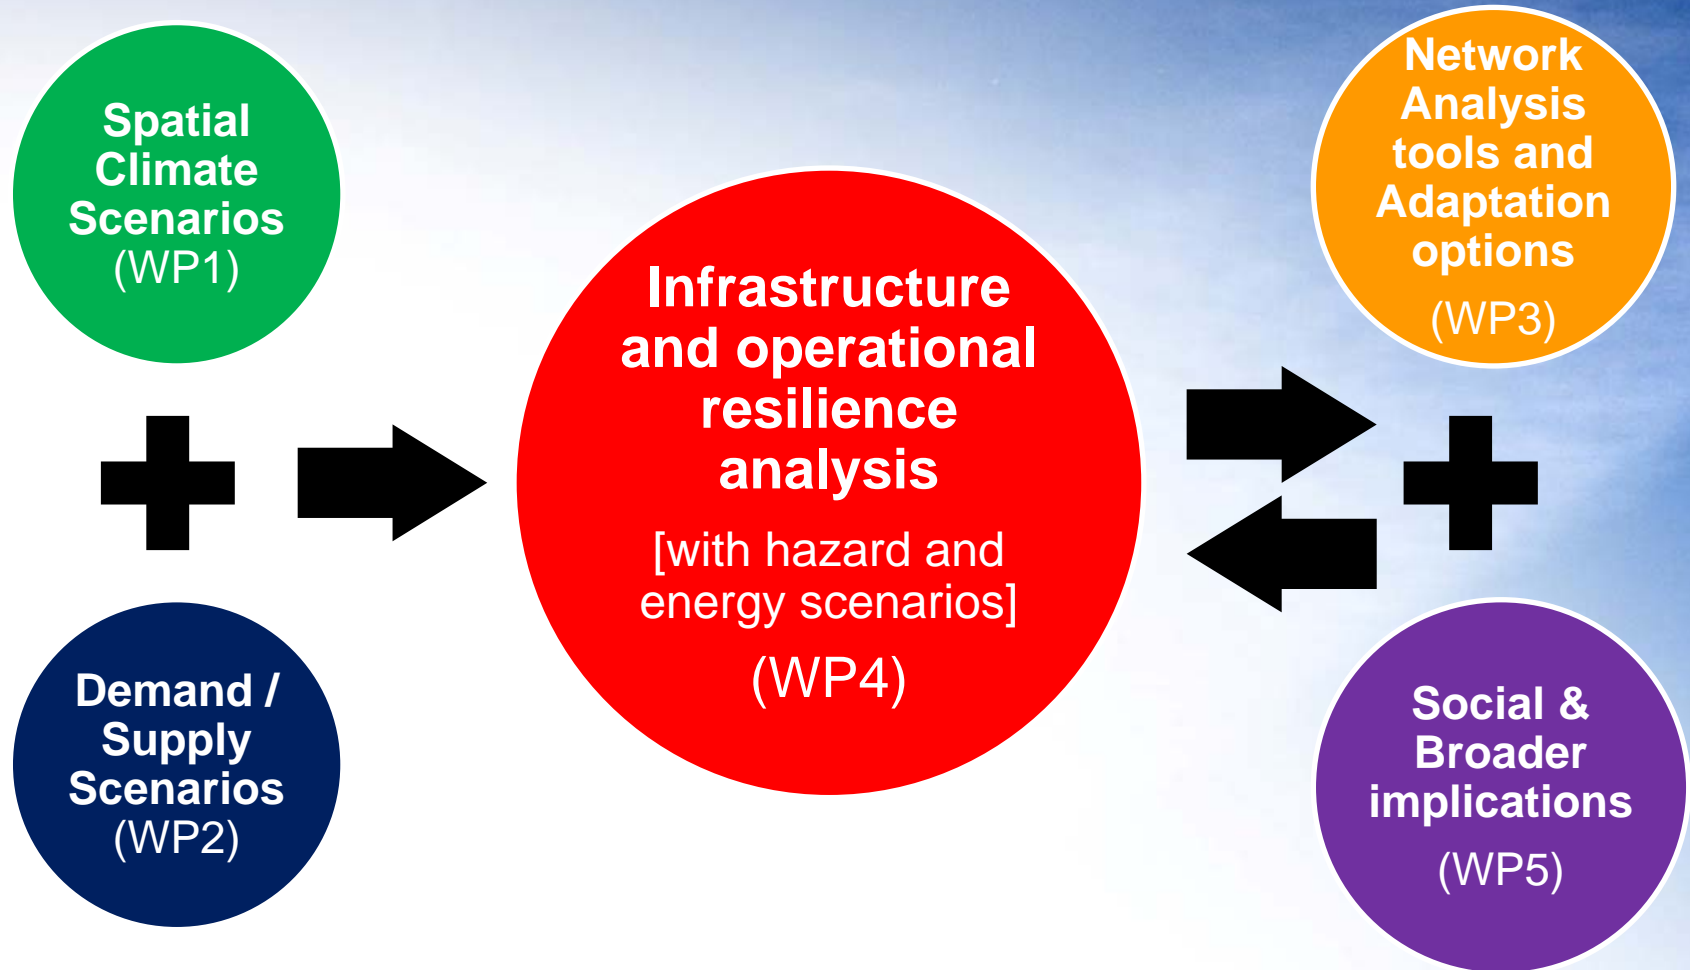 Spatial
Climate
Scenarios
(WP1)
Demand /
Supply
Scenarios
(WP2)
Infrastructure
and operational
resilience
analysis
[with hazard and
energy scenarios]
(WP4)
Network
Analysis
tools and
Adaptation
options
(WP3)
Social &
Broader
implications
(WP5)